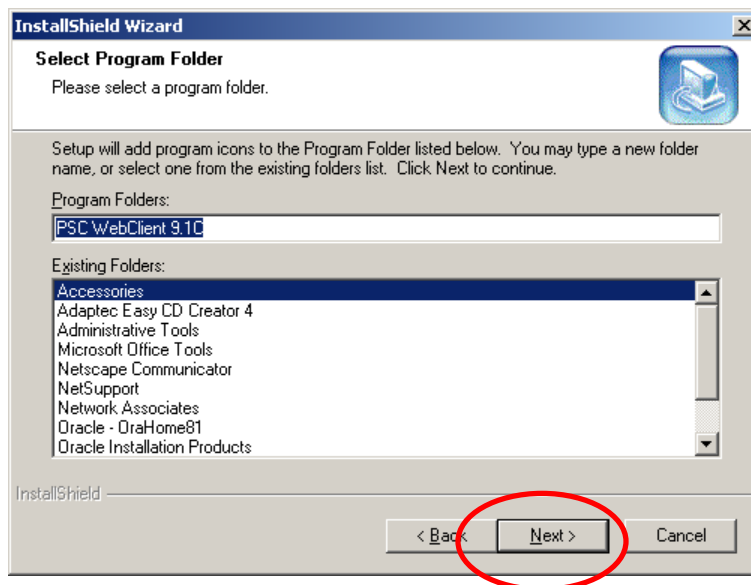 InstallShield Wizard
Select Program Folder
Please select a program folder.
Setup will add program icons to the Program Folder listed below. You may type a new folder
name, or select one from the existing folders list. Click Next to continue.
Program Folders:
PSC WebClient 9.1C
Existing Folders:
Accessories
Adaptec Easy CD Creator 4
Administrative Tools
Microsoft Office Tools
Netscape Communicator
NetSupport
Network Associates
Oracle - OraHome81
Oracle Installation Products
InstallShield
< Back Next > Cancel